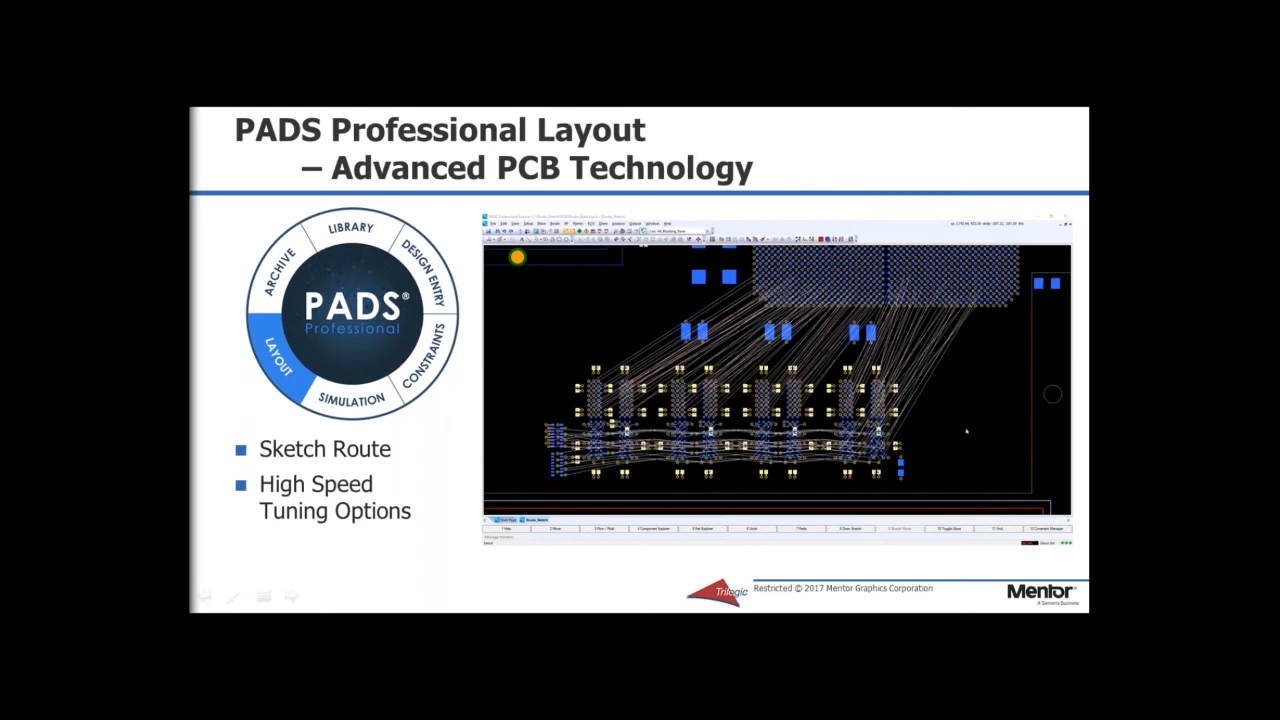 PADS Professional Layout
– Advanced PCB Technology
LIBRARY
DESIGN ENTRY
CONSTRAINTS
SIMULATION
LAYOUT
ARCHIVE
PADS®
Professional
Sketch Route
High Speed
Tuning Options
Trilogic
Restricted © 2017 Mentor Graphics Corporation
Mentor®
A Siemens Business